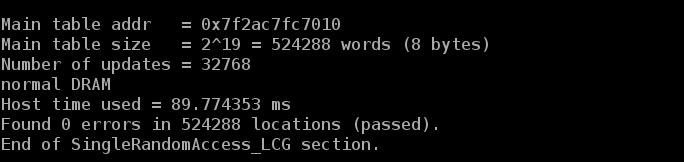 Main table addr   = 0x7f2ac7fc7010
Main table size   = 2^19 = 524288 words (8 bytes)
Number of updates = 32768
normal DRAM
Host time used = 89.774353 ms
Found 0 errors in 524288 locations (passed).
End of SingleRandomAccess_LCG section.